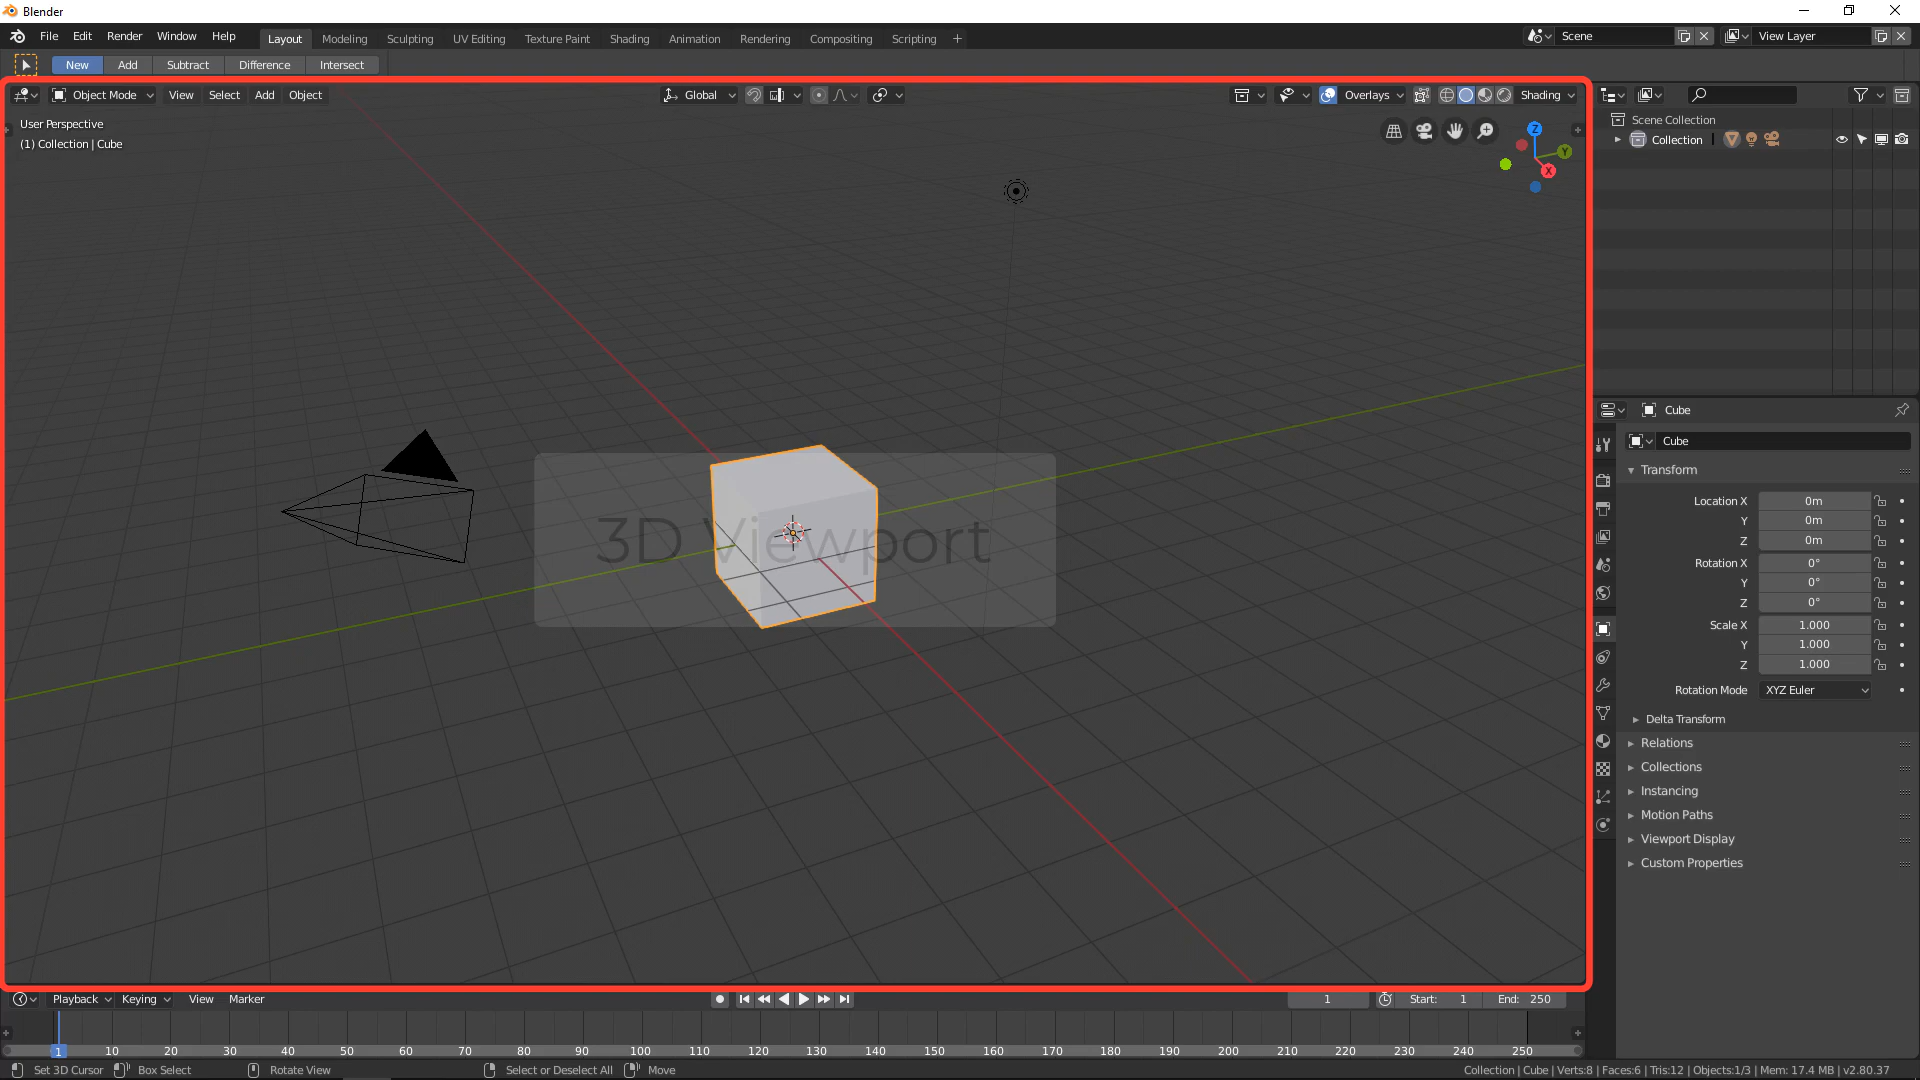 Blender
File Edit Render Window Help Layout Modeling Sculpting UV Editing Texture Paint Shading Animation Rendering Compositing Scripting + Scene View Layer
New Add Subtract Difference Intersect
Object Mode View Select Add Object Global Overlays Shading
User Perspective
(1) Collection | Cube
Z
Y
X
3D Viewport
Scene Collection
Collection
Cube
Cube
Transform
Location X 0m
Y 0m
Z 0m
Rotation X 0°
Y 0°
Z 0°
Scale X 1.000
Y 1.000
Z 1.000
Rotation Mode XYZ Euler
Delta Transform
Relations
Collections
Instancing
Motion Paths
Viewport Display
Custom Properties
Playback Keying View Marker 1 Start: 1 End: 250
1 10 20 30 40 50 60 70 80 90 100 110 120 130 140 150 160 170 180 190 200 210 220 230 240 250
Set 3D Cursor Box Select Rotate View Select or Deselect All Move Collection | Cube | Verts:8 | Faces:6 | Tris:12 | Objects:1/3 | Mem: 17.4 MB | v2.80.37